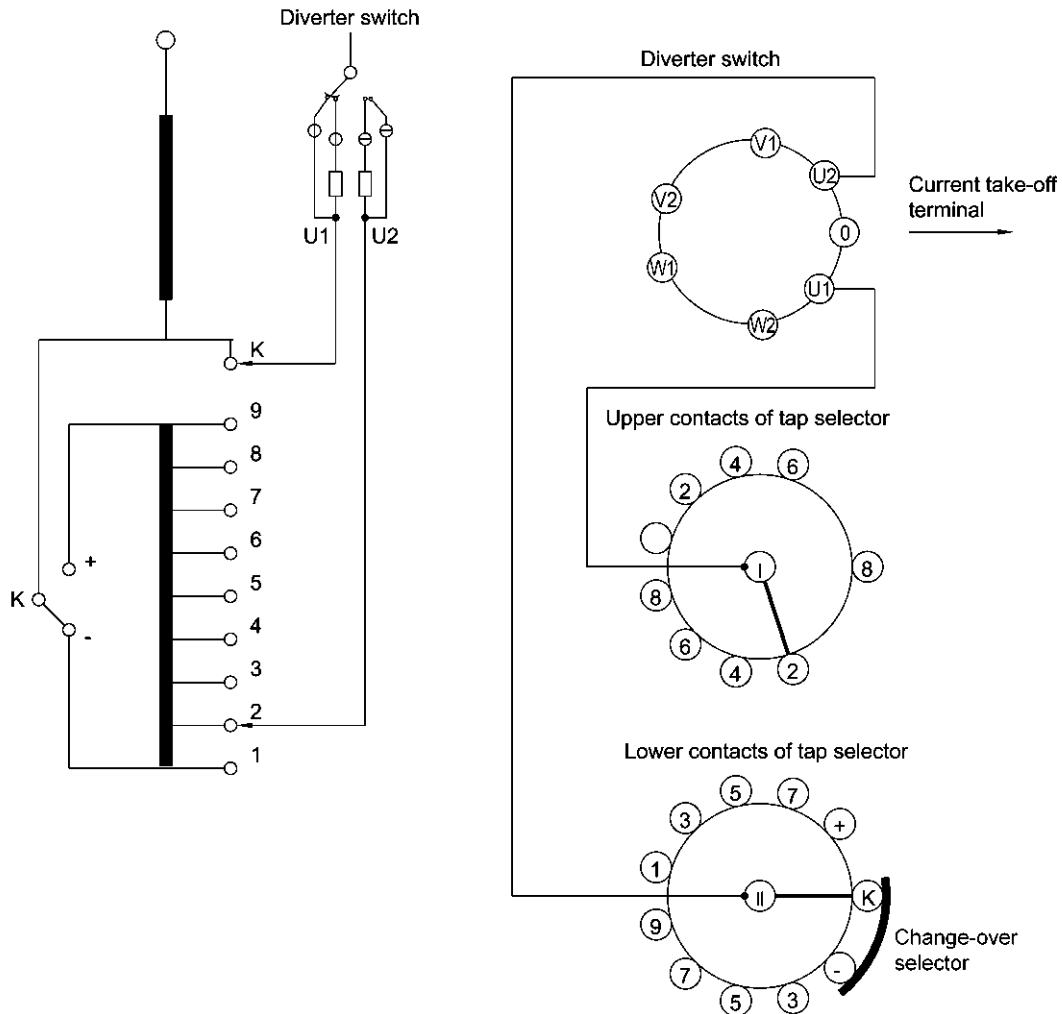 Diverter switch
U1
U2
K
9
8
7
6
5
4
3
2
1
+
K
-
Diverter switch
V1
U2
V2
0
W1
U1
W2
Current take-off
terminal
Upper contacts of tap selector
4
6
2
I
8
8
6
4
2
Lower contacts of tap selector
5
7
3
+
1
II
K
9
-
7
5
3
Change-over
selector